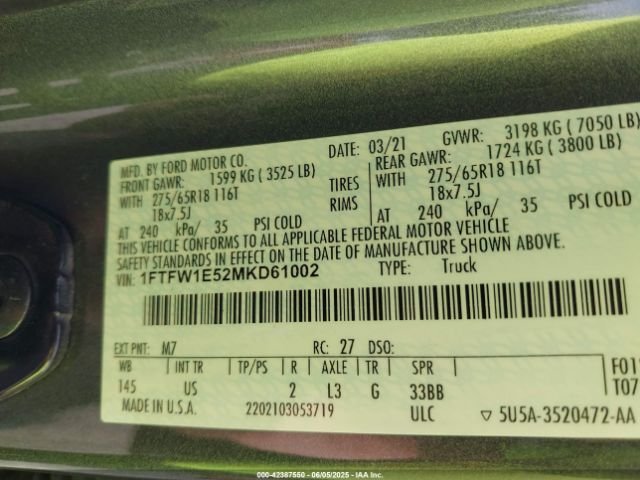 MFD. BY FORD MOTOR CO. DATE: 03/21 GVWR: 3198 KG ( 7050 LB)
FRONT GAWR: 1599 KG ( 3525 LB) REAR GAWR: 1724 KG ( 3800 LB)
WITH 275/65R18 116T TIRES WITH 275/65R18 116T
18x7.5J RIMS 18x7.5J
AT 240 kPa/ 35 PSI COLD AT 240 kPa/ 35 PSI COLD
THIS VEHICLE CONFORMS TO ALL APPLICABLE FEDERAL MOTOR VEHICLE
SAFETY STANDARDS IN EFFECT ON THE DATE OF MANUFACTURE SHOWN ABOVE.
VIN: 1FTFW1E52MKD61002 TYPE: Truck
EXT PNT: M7 RC: 27 DSO:
WB INT TR TP/PS R AXLE TR SPR
145 US 2 L3 G 33BB
F011
T07
MADE IN U.S.A. 2202103053719 ULC ▽ 5U5A-3520472-AA
000-42387550 - 06/05/2025 - IAA Inc.